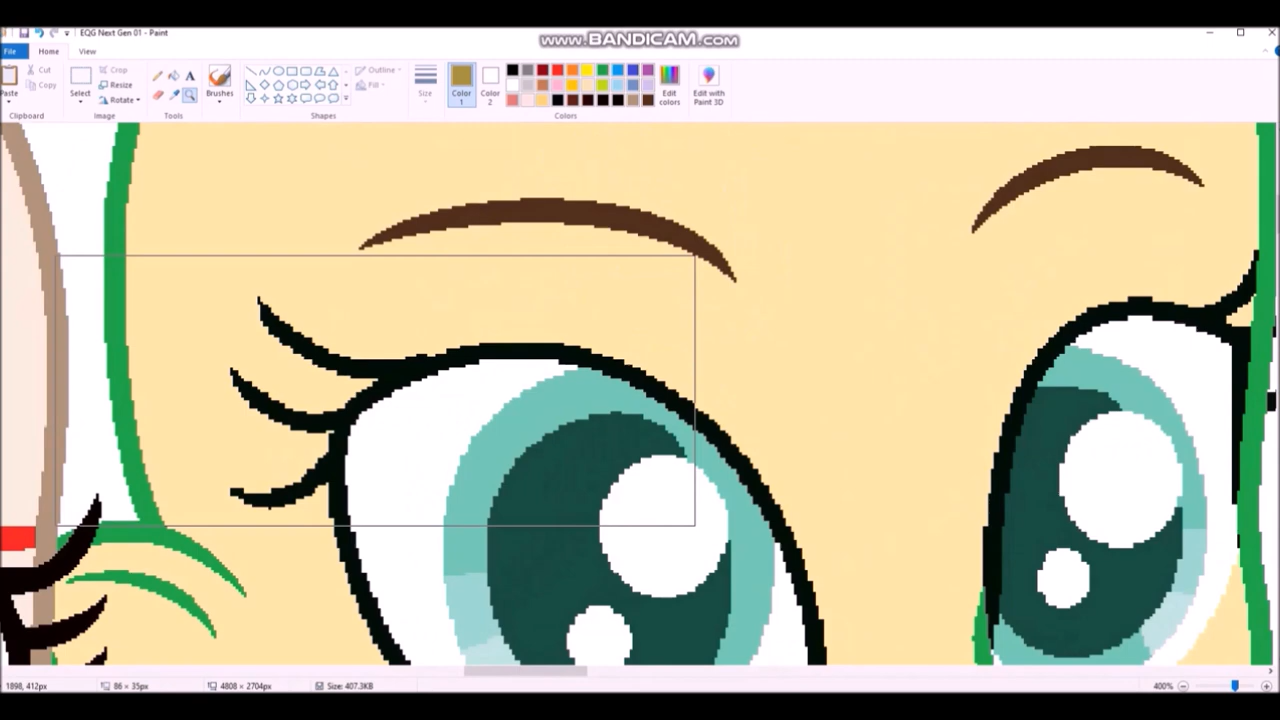 EQG Next Gen 01 - Paint
www.BANDICAM.com
File Home View
Cut
Copy
Paste
Clipboard
Select
Crop
Resize
Rotate
Image
Tools
Brushes
Shapes
Outline
Fill
Size
Color 1
Color 2
Edit colors
Colors
Edit with Paint 3D
1898, 412px 86 × 35px 4808 × 2704px Size: 407.3KB 400%